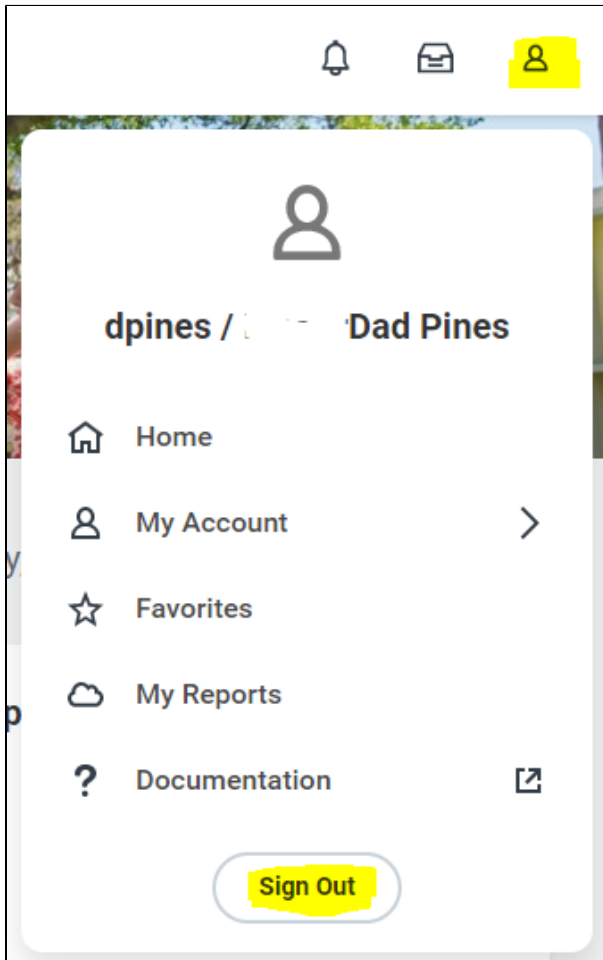 dpines / Dad Pines
Home
My Account
y,
Favorites
My Reports
p
? Documentation
Sign Out